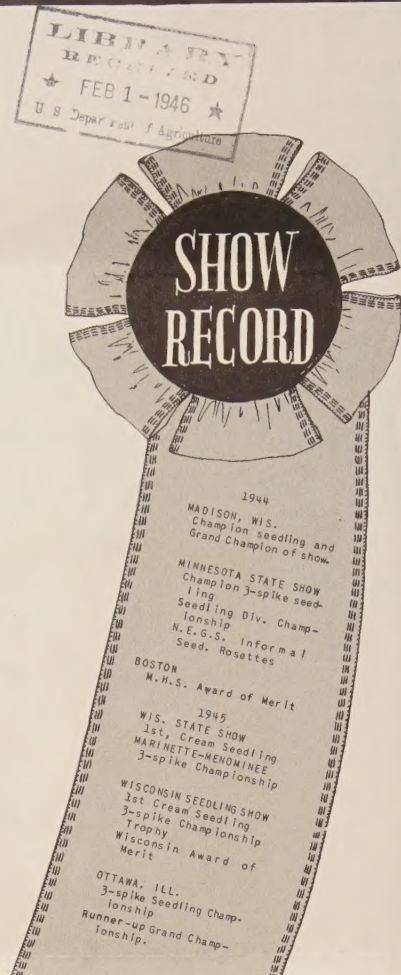 LIBRARY
RECEIVED
★ FEB 1-1946 ★
U. S. Department of Agriculture
SHOW
RECORD
1944
MADISON, WIS.
Champion seedling and
Grand Champion of show.
MINNESOTA STATE SHOW
Champion 3-spike seed-
ling
Seedling Div. Champ-
ionship
N.E.G.S. Informal
Seed. Rosettes
BOSTON
M.H.S. Award of Merit
1945
WIS. STATE SHOW
1st, Cream Seedling
MARINETTE-MENOMINEE
3-spike Championship
WISCONSIN SEEDLING SHOW
1st Cream Seedling
3-spike Championship
Trophy
Wisconsin Award of
Merit
OTTAWA, ILL.
3-spike Seedling Champ-
ionship
Runner-up Grand Champ-
ionship.